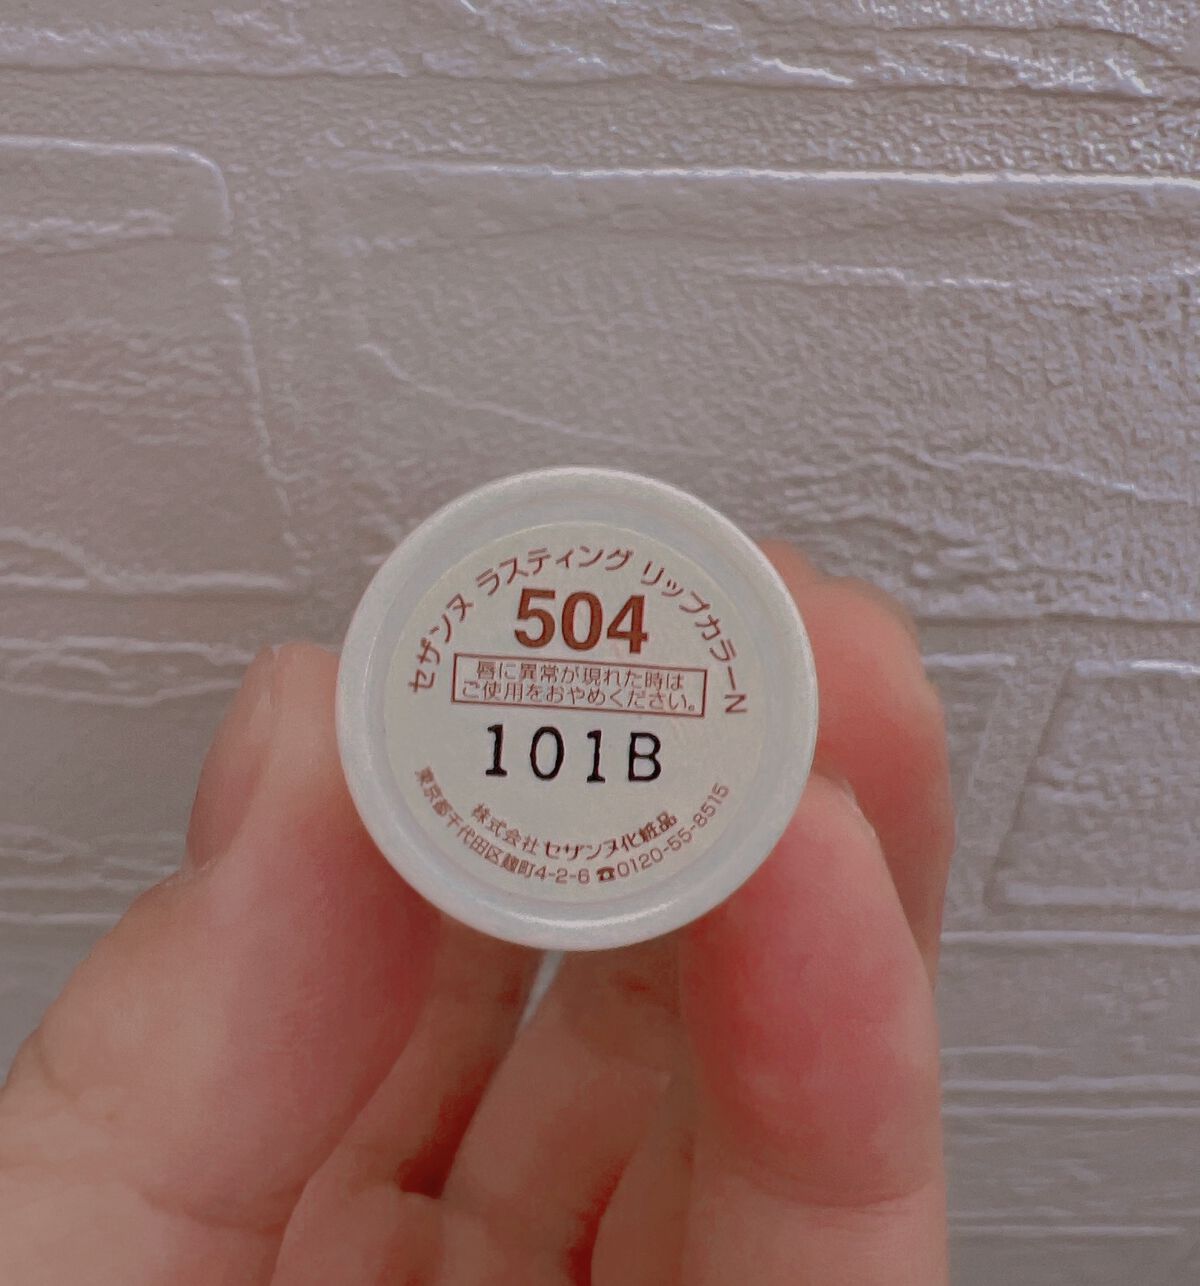 セザンヌ ラスティング リップカラーN
504
唇に異常が現れた時は
ご使用をおやめください。
101B
株式会社 セザンヌ化粧品
東京都千代田区麹町4-2-6 ☎0120-55-8515